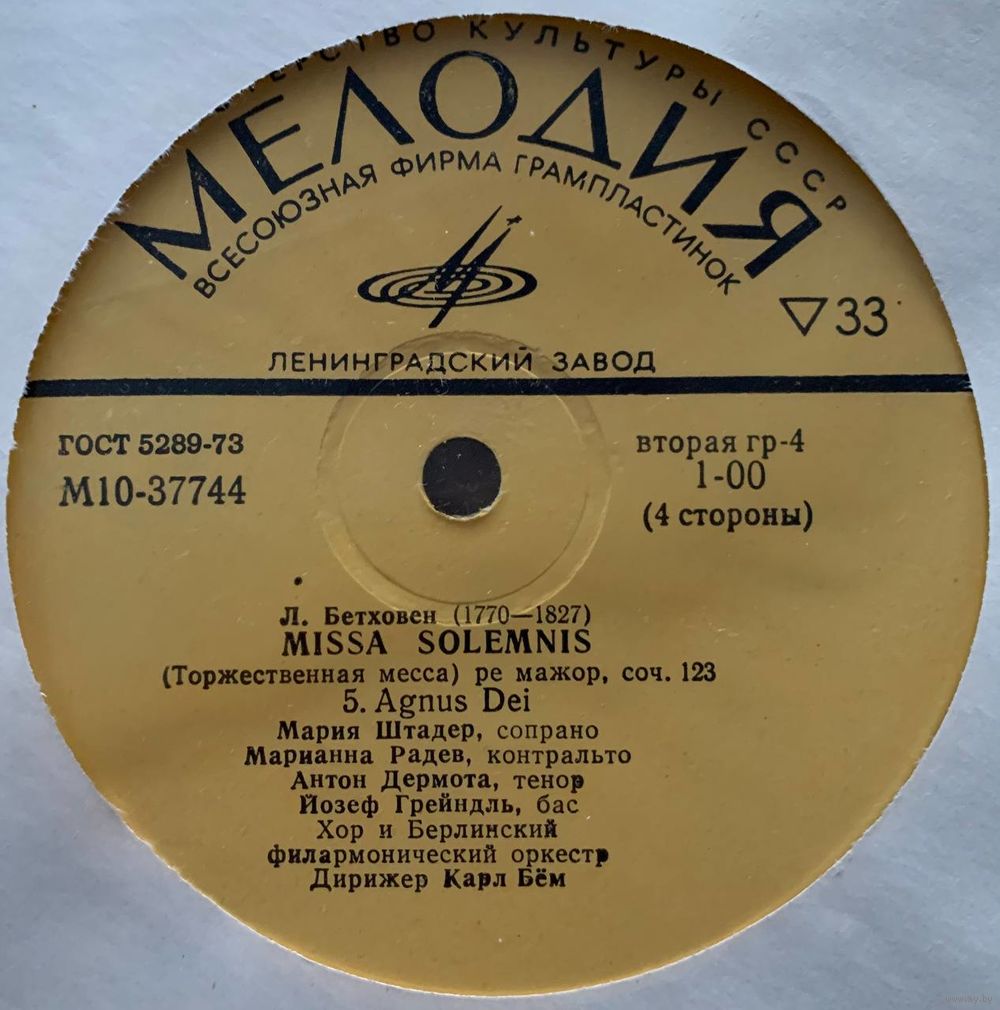 КУЛЬТУРЫ СССР
МЕЛОДИЯ
ВСЕСОЮЗНАЯ ФИРМА ГРАМПЛАСТИНОК
▽33
ЛЕНИНГРАДСКИЙ ЗАВОД
ГОСТ 5289-73
М10-37744
вторая гр-4
1-00
(4 стороны)
Л. Бетховен (1770—1827)
MISSA SOLEMNIS
(Торжественная месса) ре мажор, соч. 123
5. Agnus Dei
Мария Штадер, сопрано
Марианна Радев, контральто
Антон Дермота, тенор
Йозеф Грейндль, бас
Хор и Берлинский
филармонический оркестр
Дирижер Карл Бём